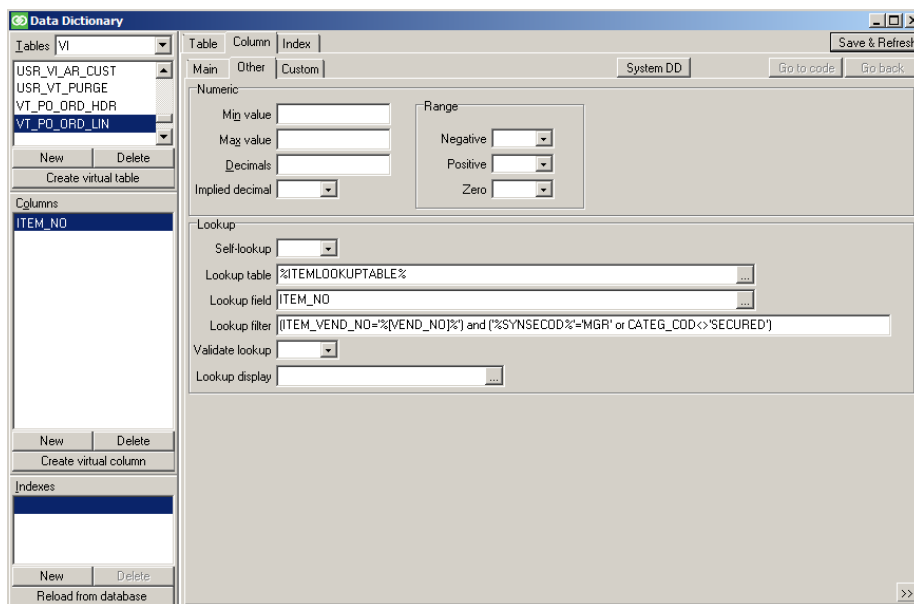 Data Dictionary
Tables VI
USR_VI_AR_CUST
USR_VT_PURGE
VT_PO_ORD_HDR
VT_PO_ORD_LIN
New Delete
Create virtual table
Columns
ITEM_NO
New Delete
Create virtual column
Indexes
New Delete
Reload from database
Table Column Index
Save & Refresh
Main Other Custom
System DD Go to code Go back
Numeric
Min value
Max value
Decimals
Implied decimal
Range
Negative
Positive
Zero
Lookup
Self-lookup
Lookup table %ITEMLOOKUPTABLE% ...
Lookup field ITEM_NO ...
Lookup filter (ITEM_VEND_NO='%[VEND_NO]%') and ('%SYNSECOD%'='MGR' or CATEG_COD<>'SECURED')
Validate lookup
Lookup display ...
>>